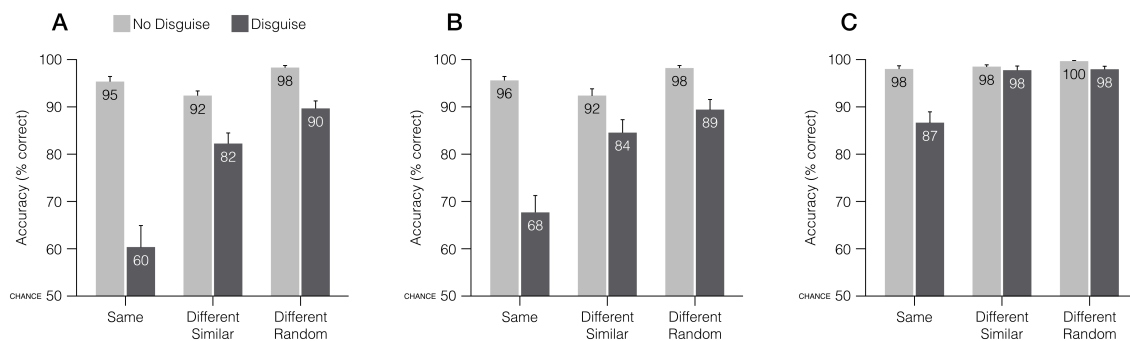 A
No Disguise
Disguise
Accuracy (% correct)
100
90
80
70
60
CHANCE 50
95
60
92
82
98
90
Same
Different
Similar
Different
Random
B
Accuracy (% correct)
100
90
80
70
60
CHANCE 50
96
68
92
84
98
89
Same
Different
Similar
Different
Random
C
Accuracy (% correct)
100
90
80
70
60
CHANCE 50
98
87
98
98
100
98
Same
Different
Similar
Different
Random